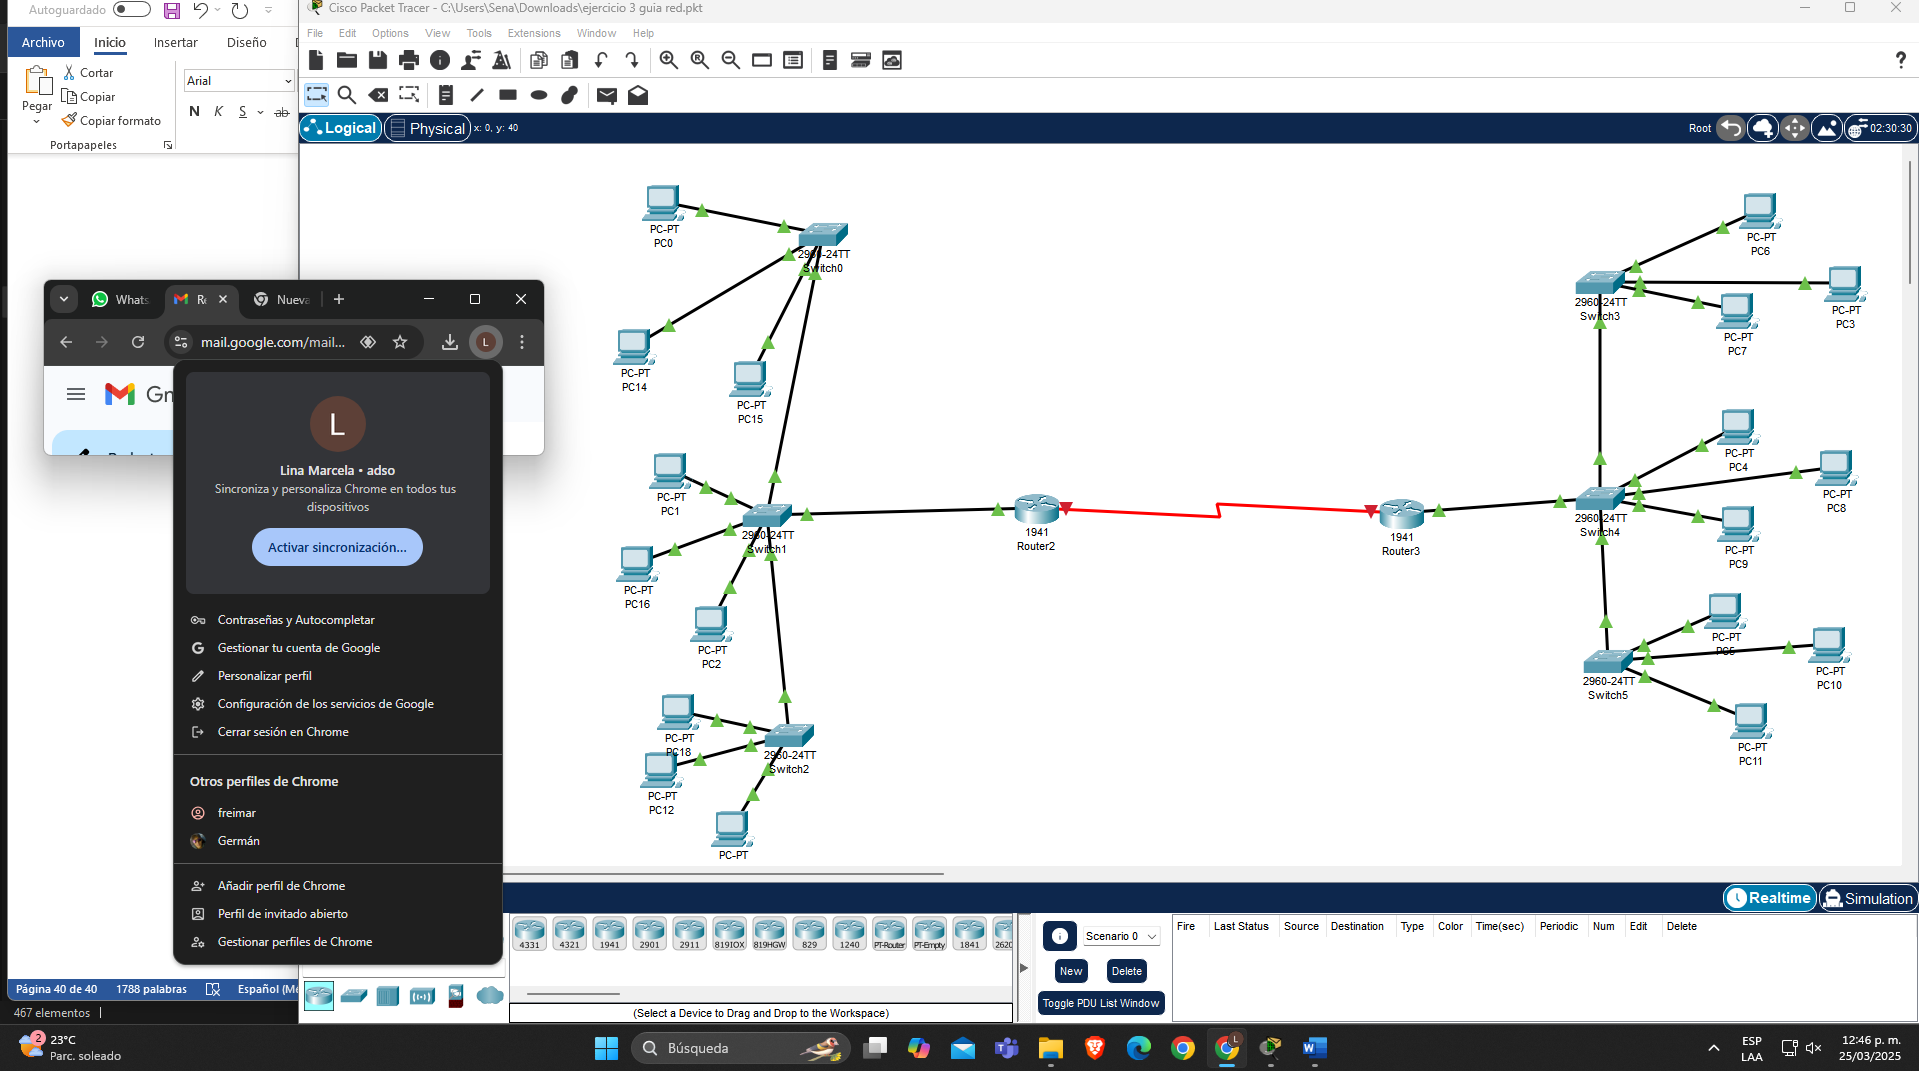 Autoguardado
Archivo
Inicio
Insertar
Diseño
Pegar
Cortar
Copiar
Copiar formato
Portapapeles
Arial
N K S ab
Cisco Packet Tracer - C:\Users\Sena\Downloads\ejercicio 3 guia red.pkt
File Edit Options View Tools Extensions Window Help
Logical
Physical
x: 0, y: 40
Root
02:30:30
PC-PT
PC0
2960-24TT
Switch0
PC-PT
PC14
PC-PT
PC15
PC-PT
PC1
2960-24TT
Switch1
PC-PT
PC16
PC-PT
PC2
PC-PT
PC18
2960-24TT
Switch2
PC-PT
PC12
PC-PT
1941
Router2
1941
Router3
PC-PT
PC6
2960-24TT
Switch3
PC-PT
PC3
PC-PT
PC7
PC-PT
PC4
2960-24TT
Switch4
PC-PT
PC8
PC-PT
PC9
PC-PT
PC5
2960-24TT
Switch5
PC-PT
PC10
PC-PT
PC11
Whats
Nueva
mail.google.com/mail...
L
L
Lina Marcela • adso
Sincroniza y personaliza Chrome en todos tus
dispositivos
Activar sincronización...
Contraseñas y Autocompletar
Gestionar tu cuenta de Google
Personalizar perfil
Configuración de los servicios de Google
Cerrar sesión en Chrome
Otros perfiles de Chrome
freimar
Germán
Añadir perfil de Chrome
Perfil de invitado abierto
Gestionar perfiles de Chrome
Realtime
Simulation
4331 4321 1941 2901 2911 819IOX 819HGW 829 1240 PT-Router PT-Empty 1841 2620
(Select a Device to Drag and Drop to the Workspace)
Scenario 0
New
Delete
Toggle PDU List Window
Fire Last Status Source Destination Type Color Time(sec) Periodic Num Edit Delete
Página 40 de 40
1788 palabras
467 elementos
2
23°C
Parc. soleado
Búsqueda
L
ESP
LAA
12:46 p. m.
25/03/2025